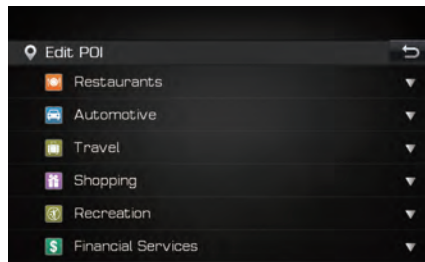 Edit POI
Restaurants
Automotive
Travel
Shopping
Recreation
$ Financial Services